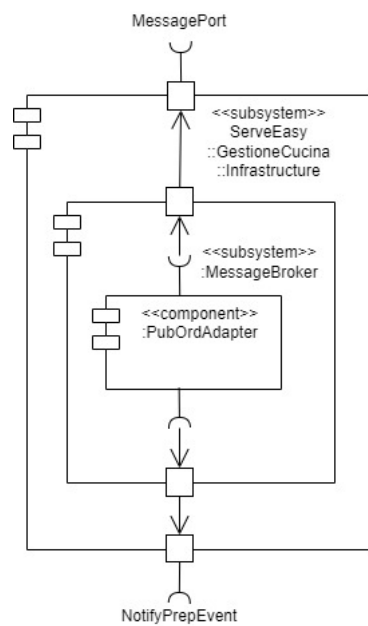 MessagePort
<<subsystem>>
ServeEasy
::GestioneCucina
::Infrastructure
<<subsystem>>
:MessageBroker
<<component>>
:PubOrdAdapter
NotifyPrepEvent